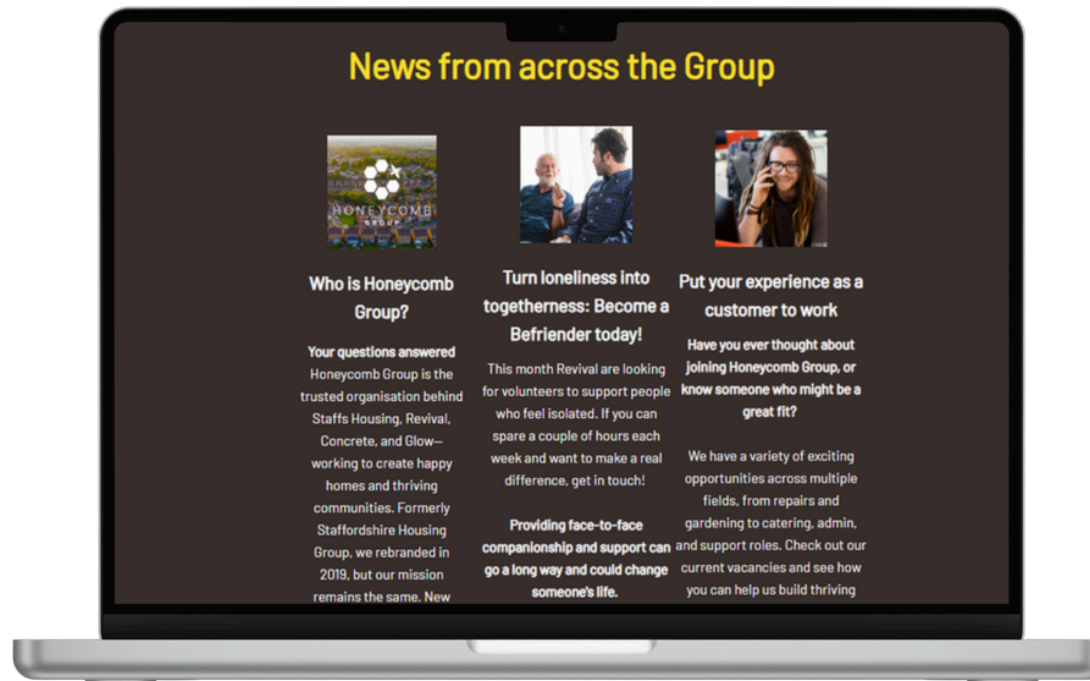 News from across the Group
HONEYCOMB
GROUP
Who is Honeycomb
Group?
Your questions answered
Honeycomb Group is the
trusted organisation behind
Staffs Housing, Revival,
Concrete, and Glow—
working to create happy
homes and thriving
communities. Formerly
Staffordshire Housing
Group, we rebranded in
2019, but our mission
remains the same. New
Turn loneliness into
togetherness: Become a
Befriender today!
This month Revival are looking
for volunteers to support people
who feel isolated. If you can
spare a couple of hours each
week and want to make a real
difference, get in touch!
Providing face-to-face
companionship and support can
go a long way and could change
someone's life.
Put your experience as a
customer to work
Have you ever thought about
joining Honeycomb Group, or
know someone who might be a
great fit?
We have a variety of exciting
opportunities across multiple
fields, from repairs and
gardening to catering, admin,
and support roles. Check out our
current vacancies and see how
you can help us build thriving